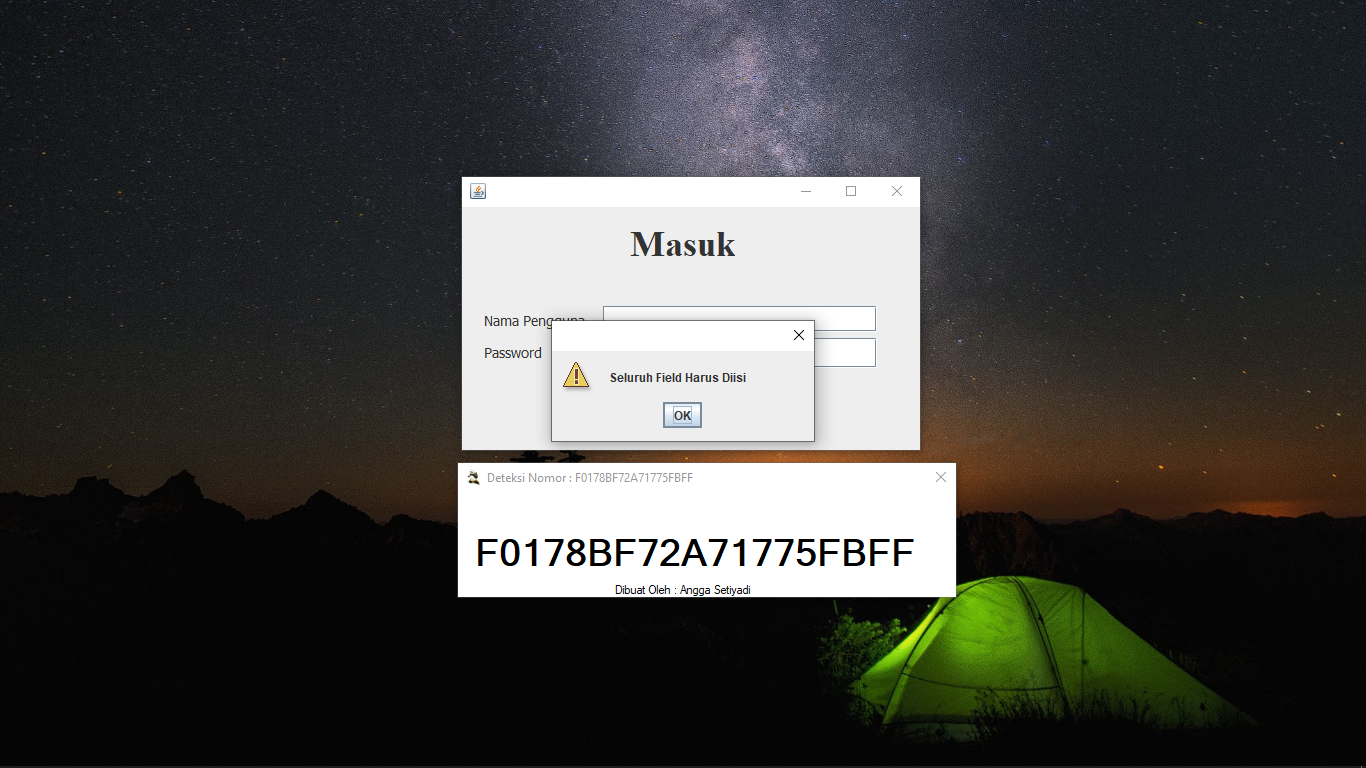 Masuk
Nama Pengguna
Password
Seluruh Field Harus Diisi
OK
Deteksi Nomor : F0178BF72A71775FBFF
F0178BF72A71775FBFF
Dibuat Oleh : Angga Setiyadi